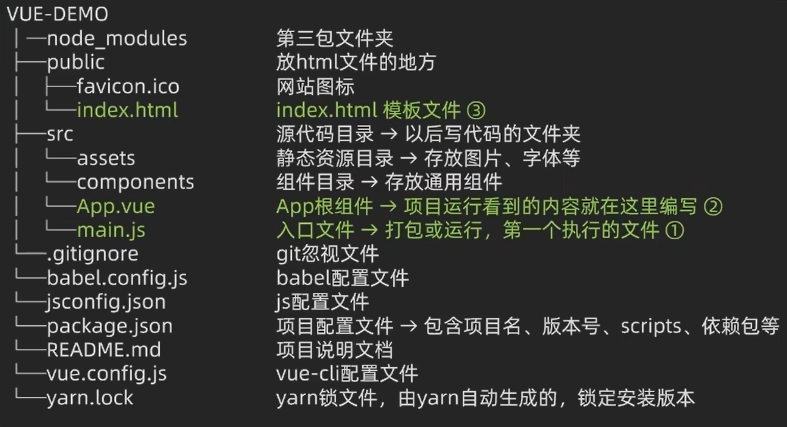 VUE-DEMO
│─node_modules 第三包文件夹
├─public 放html文件的地方
│ ├─favicon.ico 网站图标
│ └─index.html index.html 模板文件 ③
├─src 源代码目录 → 以后写代码的文件夹
│ └─assets 静态资源目录 → 存放图片、字体等
│ └─components 组件目录 → 存放通用组件
│ └─App.vue App根组件 → 项目运行看到的内容就在这里编写 ②
│ └─main.js 入口文件 → 打包或运行，第一个执行的文件 ①
└─.gitignore git忽视文件
└─babel.config.js babel配置文件
└─jsconfig.json js配置文件
└─package.json 项目配置文件 → 包含项目名、版本号、scripts、依赖包等
└─README.md 项目说明文档
└─vue.config.js vue-cli配置文件
└─yarn.lock yarn锁文件，由yarn自动生成的，锁定安装版本